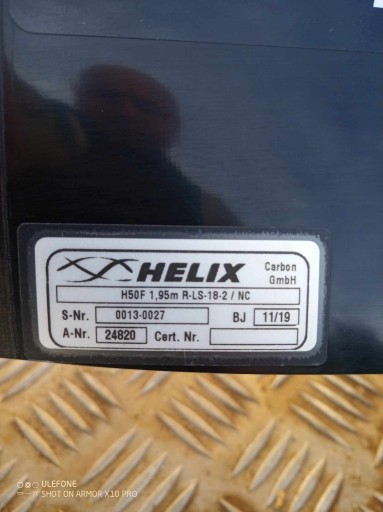 HELIX Carbon GmbH
H50F 1,95m R-LS-18-2 / NC
S-Nr. 0013-0027 BJ 11/19
A-Nr. 24820 Cert. Nr.
ULEFONE
SHOT ON ARMOR X10 PRO